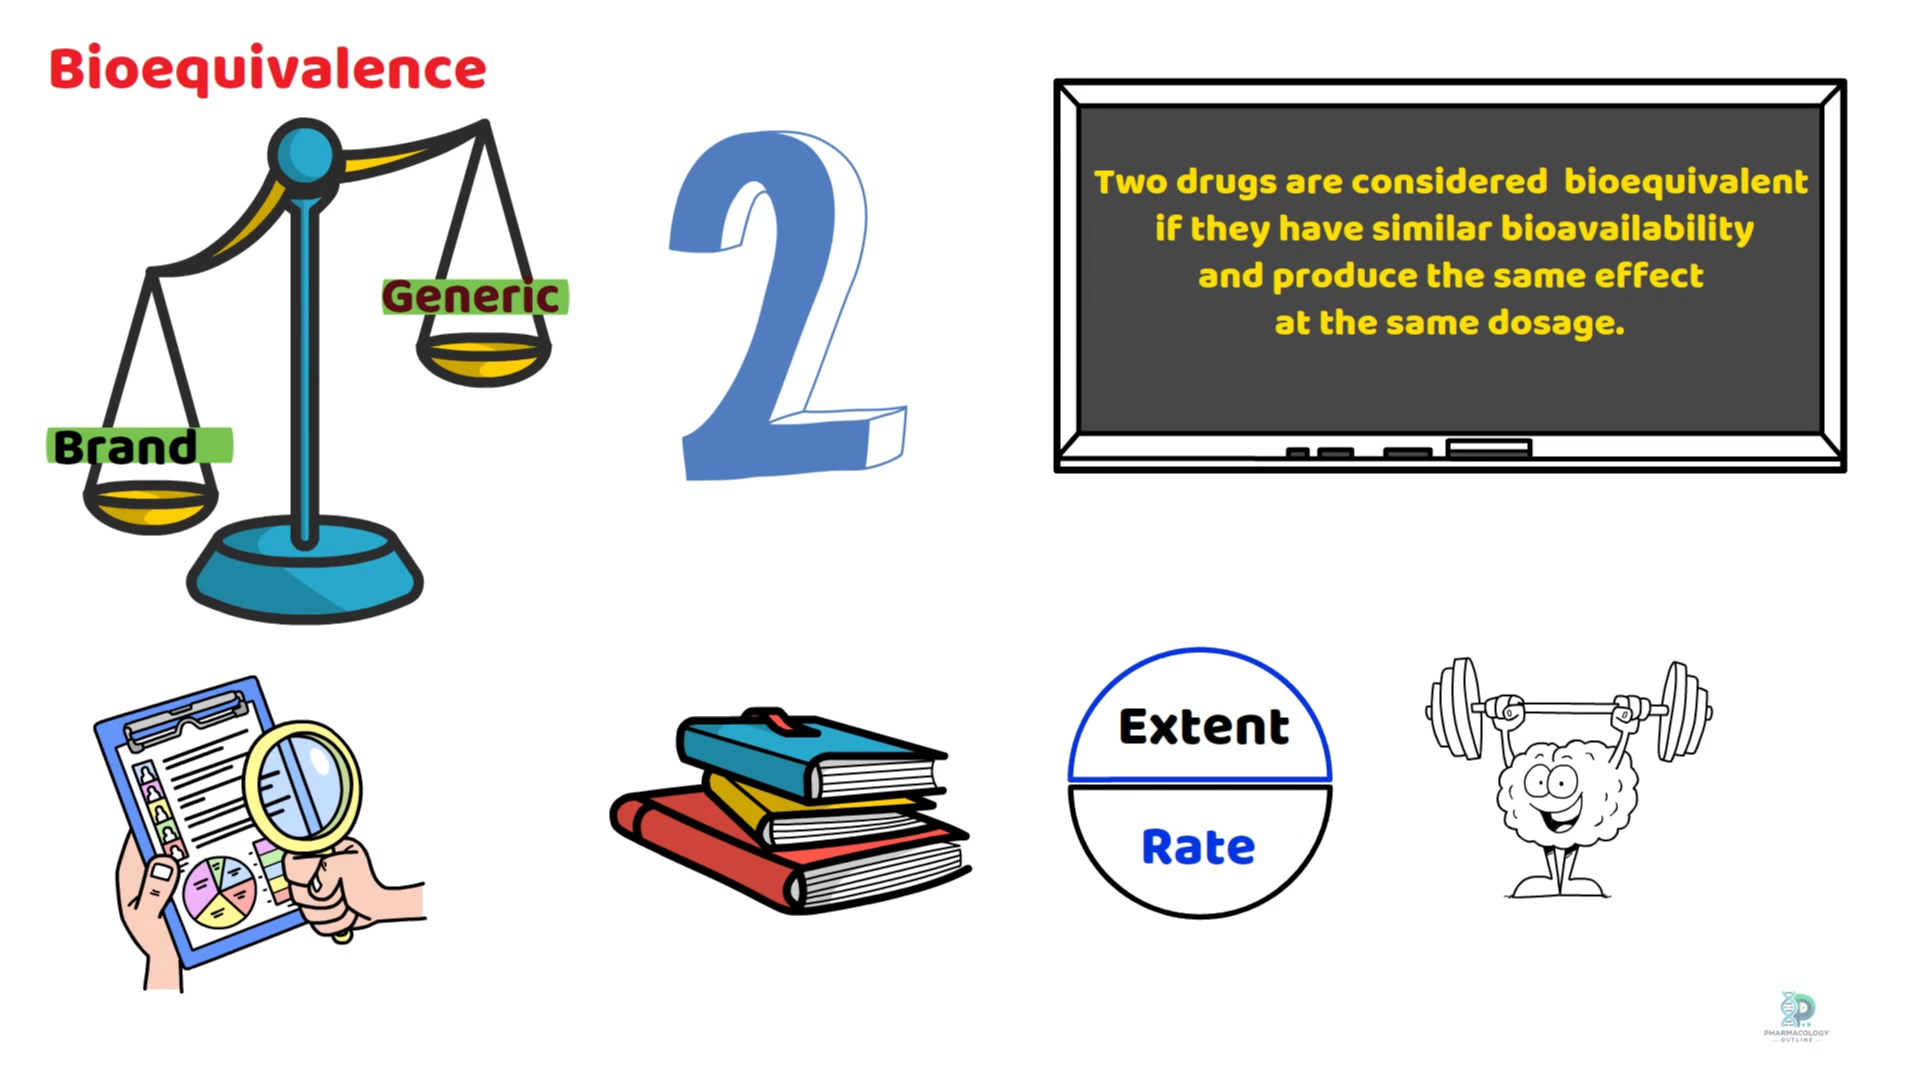 Bioequivalence
Generic
Brand
2
Two drugs are considered bioequivalent
if they have similar bioavailability
and produce the same effect
at the same dosage.
Extent
Rate
PHARMACOLOGY
OUTLINE